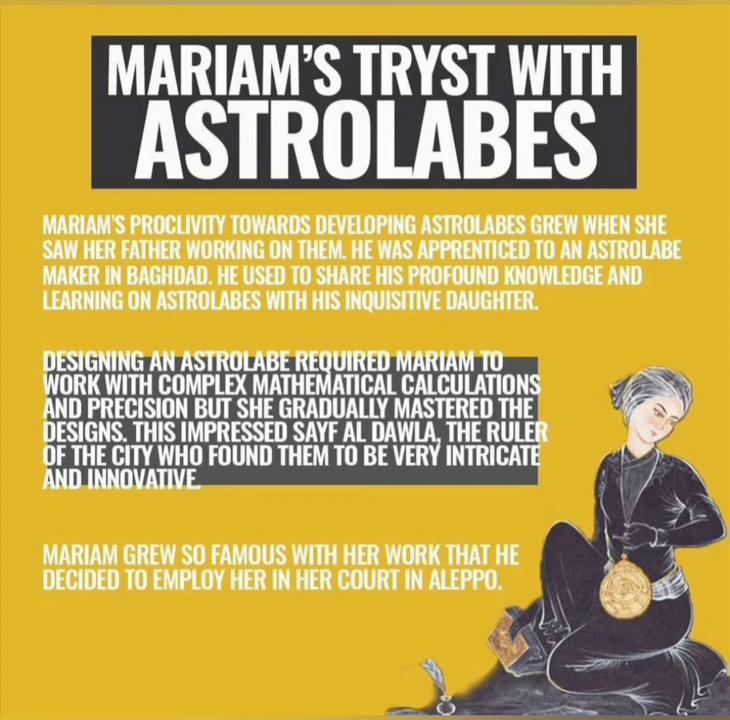 MARIAM'S TRYST WITH
ASTROLABES
MARIAM'S PROCLIVITY TOWARDS DEVELOPING ASTROLABES GREW WHEN SHE
SAW HER FATHER WORKING ON THEM. HE WAS APPRENTICED TO AN ASTROLABE
MAKER IN BAGHDAD. HE USED TO SHARE HIS PROFOUND KNOWLEDGE AND
LEARNING ON ASTROLABES WITH HIS INQUISITIVE DAUGHTER.
DESIGNING AN ASTROLABE REQUIRED MARIAM TO
WORK WITH COMPLEX MATHEMATICAL CALCULATIONS
AND PRECISION BUT SHE GRADUALLY MASTERED THE
DESIGNS. THIS IMPRESSED SAYF AL DAWLA, THE RULER
OF THE CITY WHO FOUND THEM TO BE VERY INTRICATE
AND INNOVATIVE.
MARIAM GREW SO FAMOUS WITH HER WORK THAT HE
DECIDED TO EMPLOY HER IN HER COURT IN ALEPPO.